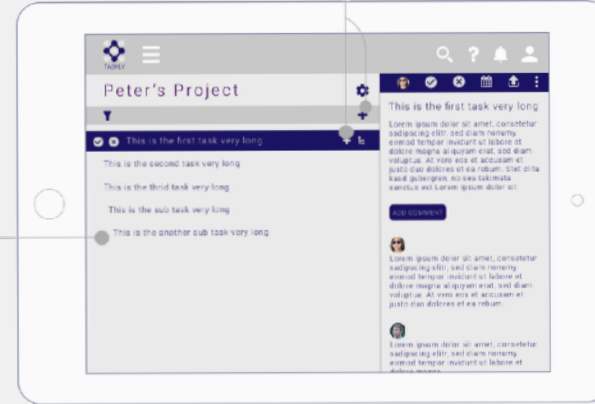 TASKLY
Peter's Project
This is the first task very long
This is the second task very long
This is the thrid task very long
This is the sub task very long
This is the another sub task very long
This is the first task very long
Lorem ipsum dolor sit amet, consetetur
sadipscing elitr, sed diam nonumy
eirmod tempor invidunt ut labore et
dolore magna aliquyam erat, sed diam
voluptua. At vero eos et accusam et
justo duo dolores et ea rebum. Stet clita
kasd gubergren, no sea takimata
sanctus est Lorem ipsum dolor sit
ADD COMMENT
Lorem ipsum dolor sit amet, consetetur
sadipscing elitr, sed diam nonumy
eirmod tempor invidunt ut labore et
dolore magna aliquyam erat, sed diam
voluptua. At vero eos et accusam et
justo duo dolores et ea rebum.
Lorem ipsum dolor sit amet, consetetur
sadipscing elitr, sed diam nonumy
eirmod tempor invidunt ut labore et
dolore magna